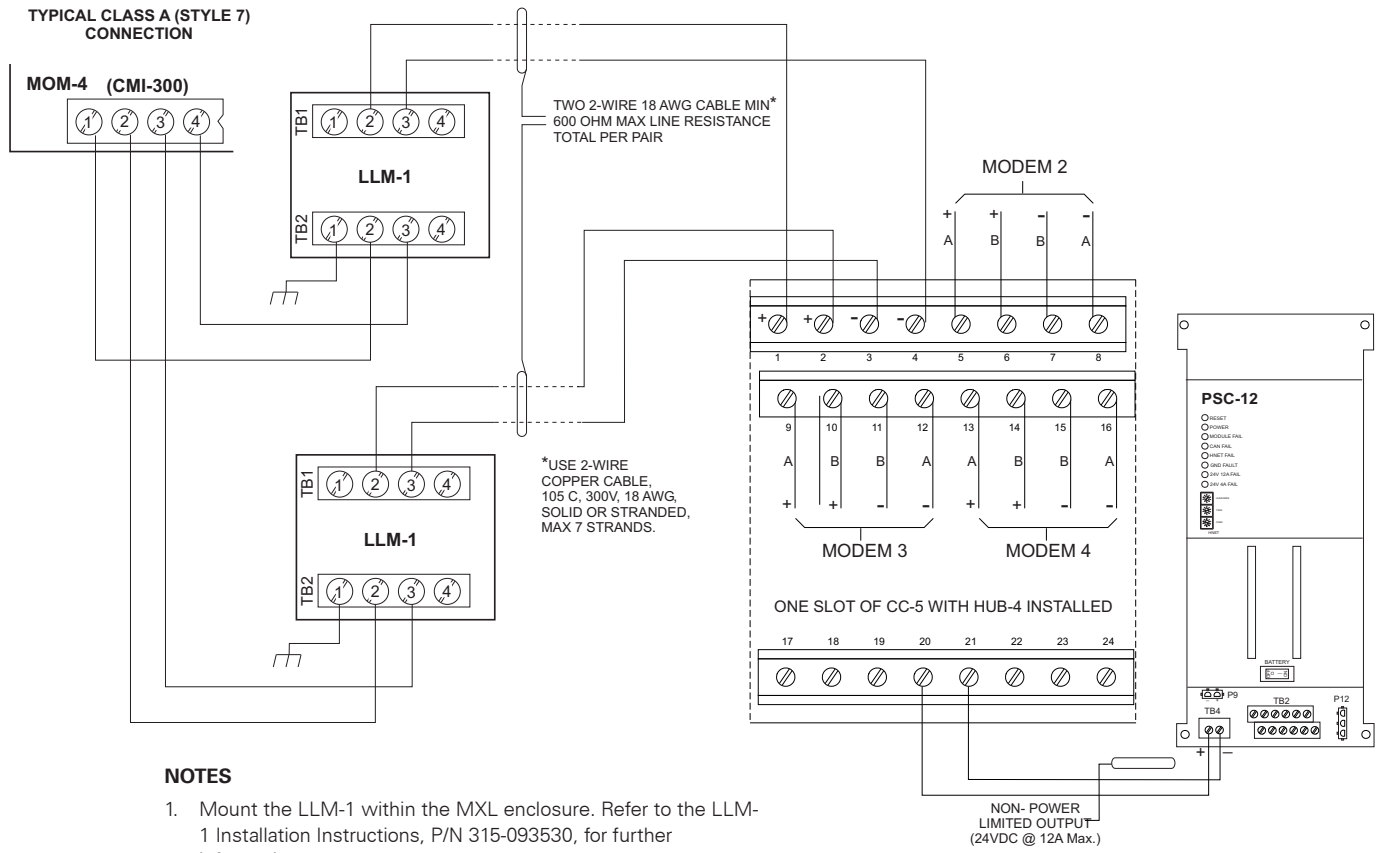 TYPICAL CLASS A (STYLE 7)
CONNECTION
MOM-4 (CMI-300)
1 2 3 4
TB1
1 2 3 4
LLM-1
TB2
1 2 3 4
TWO 2-WIRE 18 AWG CABLE MIN*
600 OHM MAX LINE RESISTANCE
TOTAL PER PAIR
MODEM 2
+ + - -
A B B A
+ + - -
1 2 3 4 5 6 7 8
9 10 11 12 13 14 15 16
A B B A A B B A
+ + - - + + - -
MODEM 3 MODEM 4
ONE SLOT OF CC-5 WITH HUB-4 INSTALLED
17 18 19 20 21 22 23 24
*USE 2-WIRE
COPPER CABLE,
105 C, 300V, 18 AWG,
SOLID OR STRANDED,
MAX 7 STRANDS.
TB1
1 2 3 4
LLM-1
TB2
1 2 3 4
PSC-12
RESET
POWER
MODULE FAIL
CAN FAIL
HNET FAIL
GND FAULT
24V 12A FAIL
24V 4A FAIL
HNET
BATTERY
P9
TB4
TB2
P12
+ –
NON- POWER
LIMITED OUTPUT
(24VDC @ 12A Max.)
NOTES
1. Mount the LLM-1 within the MXL enclosure. Refer to the LLM-
1 Installation Instructions, P/N 315-093530, for further